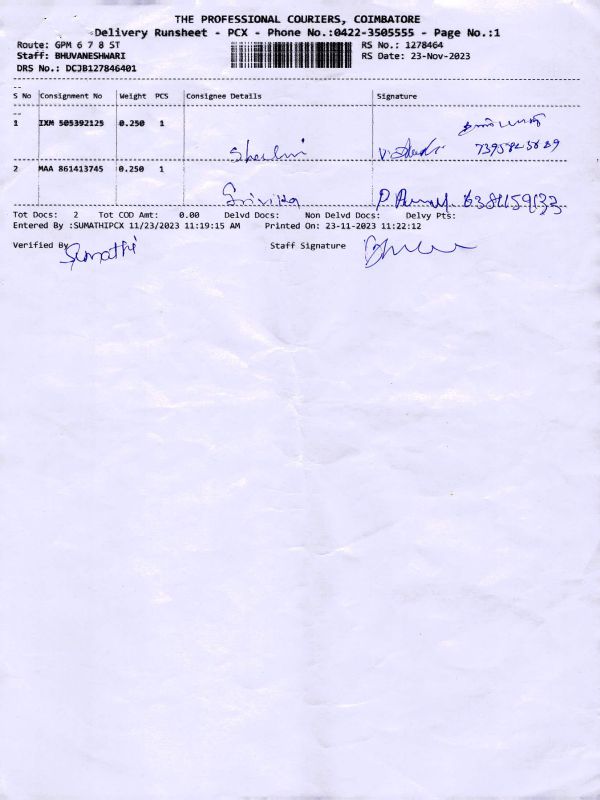 THE PROFESSIONAL COURIERS, COIMBATORE
Delivery Runsheet - PCX - Phone No.:0422-3505555 - Page No.:1
Route: GPM 6 7 8 ST RS No.: 1278464
Staff: BHUVANESHWARI RS Date: 23-Nov-2023
DRS No.: DCJB127846401
S No Consignment No Weight PCS Consignee Details Signature
1 IXM 505392125 0.250 1
Shalini
2 MAA 861413745 0.250 1
Srivika
Tot Docs: 2 Tot COD Amt: 0.00 Delvd Docs: Non Delvd Docs: Delvy Pts:
Entered By :SUMATHIPCX 11/23/2023 11:19:15 AM Printed On: 23-11-2023 11:22:12
Verified By Sumathi Staff Signature